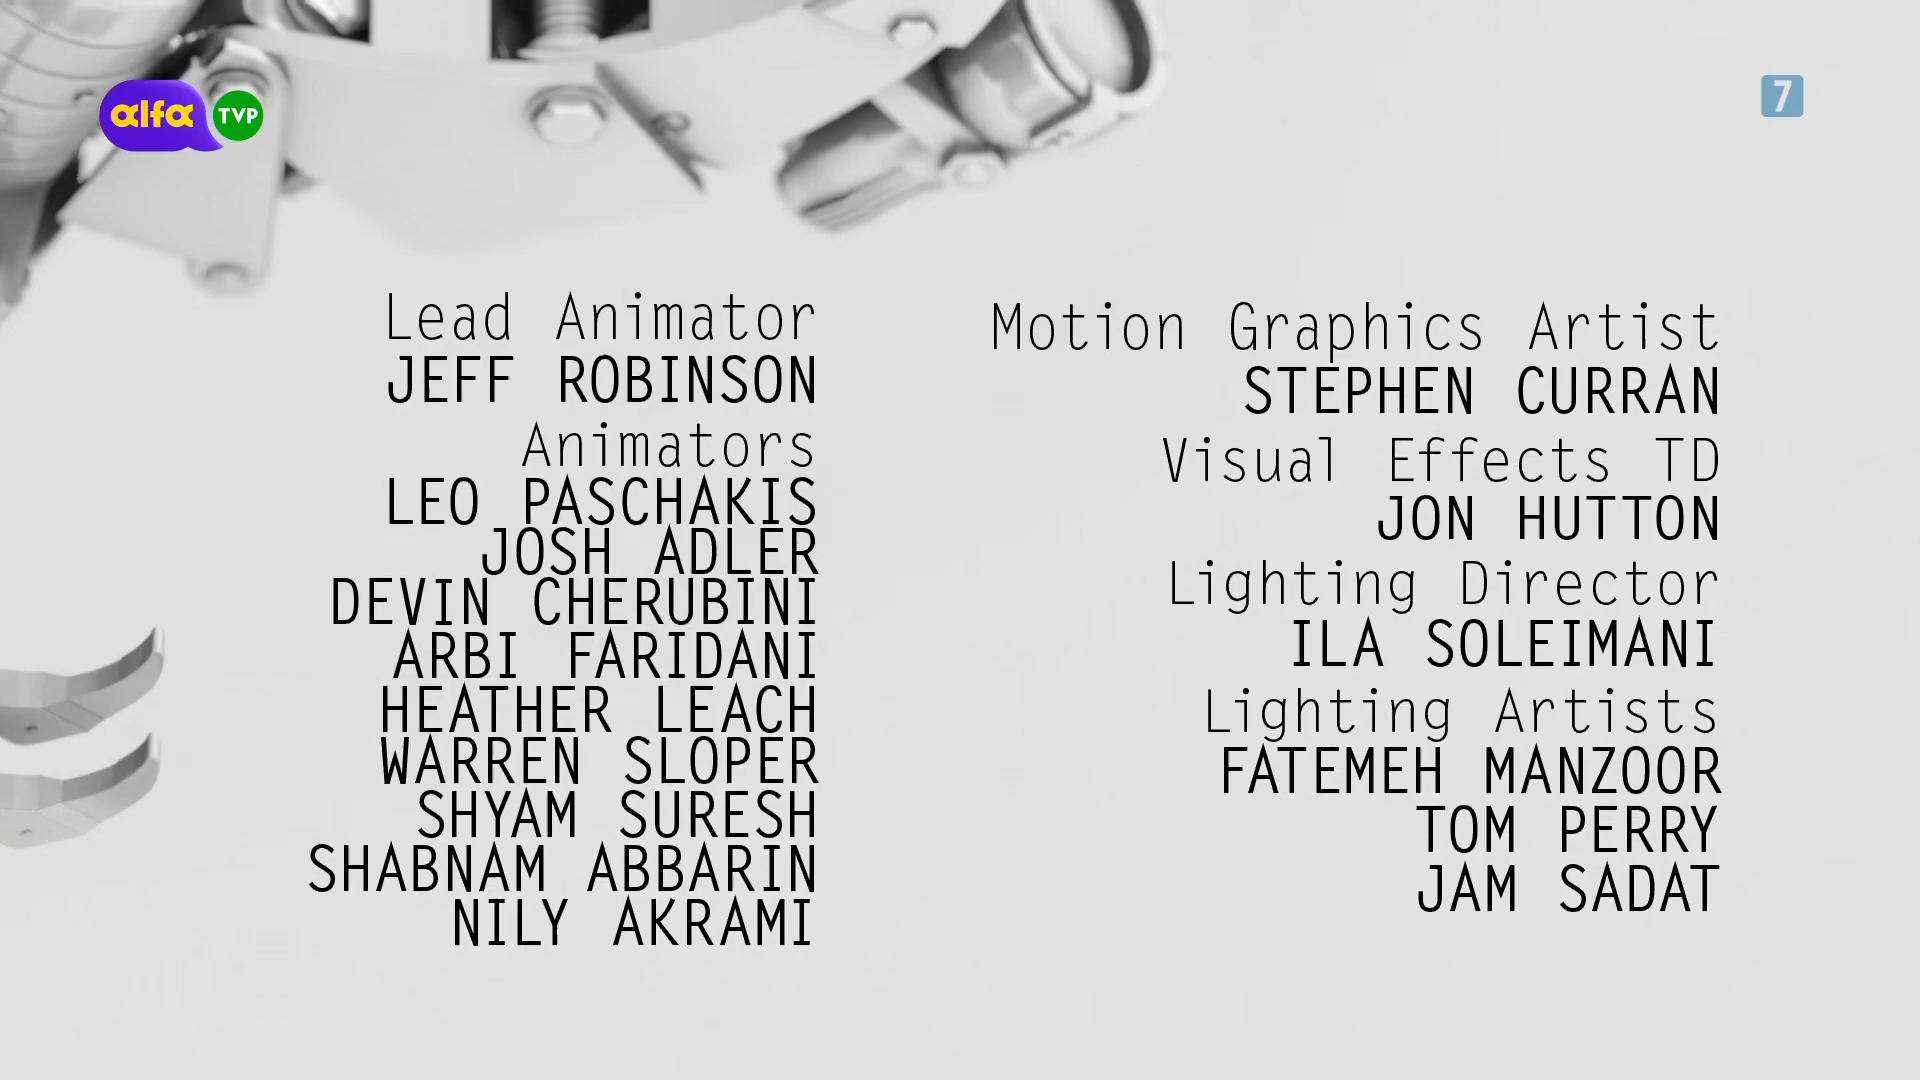 alfa TVP
7
Lead Animator
JEFF ROBINSON
Animators
LEO PASCHAKIS
JOSH ADLER
DEVIN CHERUBINI
ARBI FARIDANI
HEATHER LEACH
WARREN SLOPER
SHYAM SURESH
SHABNAM ABBARIN
NILY AKRAMI
Motion Graphics Artist
STEPHEN CURRAN
Visual Effects TD
JON HUTTON
Lighting Director
ILA SOLEIMANI
Lighting Artists
FATEMEH MANZOOR
TOM PERRY
JAM SADAT